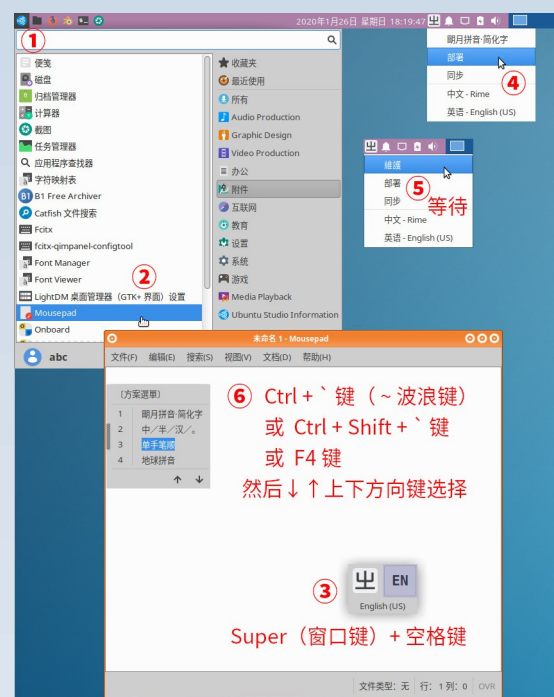 2020年1月26日 星期日 18:19:47
①
便笺
磁盘
归档管理器
计算器
截图
任务管理器
应用程序查找器
字符映射表
B1 Free Archiver
Catfish 文件搜索
Fcitx
fcitx-qimpanel-configtool
Font Manager
Font Viewer
②
LightDM 桌面管理器（GTK+ 界面）设置
Mousepad
Onboard
abc
收藏夹
最近使用
所有
Audio Production
Graphic Design
Video Production
办公
附件
互联网
教育
设置
系统
游戏
Media Playback
Ubuntu Studio Information
朙月拼音·简化字
部署
同步
④
中文 - Rime
英语 - English (US)
維護
部署
⑤
同步
等待
中文 - Rime
英语 - English (US)
未命名 1 - Mousepad
文件(F) 编辑(E) 搜索(S) 视图(V) 文档(D) 帮助(H)
〔方案選單〕
1 朙月拼音·简化字
2 中／半／汉／。
3 单手笔顺
4 地球拼音
⑥ Ctrl + ` 键（ ~ 波浪键）
或 Ctrl + Shift + ` 键
或 F4 键
然后↓ ↑上下方向键选择
③
㞢 EN
English (US)
Super（窗口键）+ 空格键
文件类型：无 行： 1 列：0 OVR